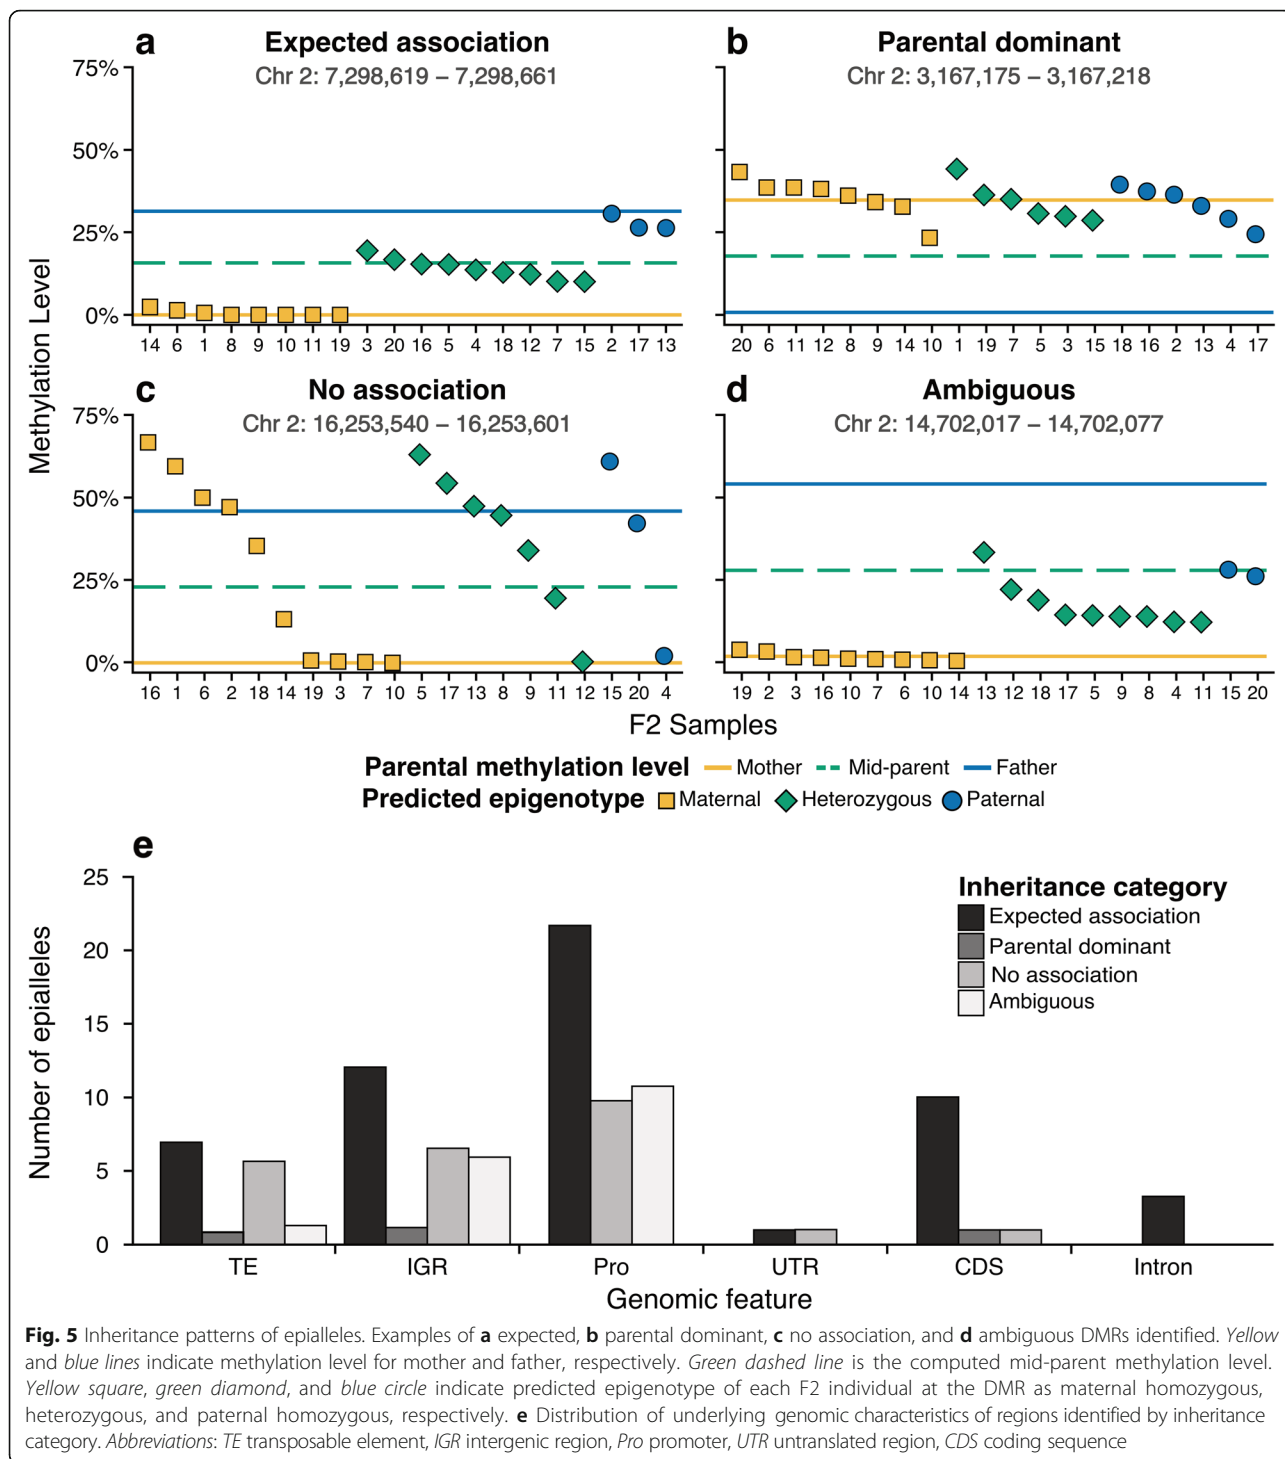 a
Expected association
Chr 2: 7,298,619 – 7,298,661
b
Parental dominant
Chr 2: 3,167,175 – 3,167,218
75%
50%
25%
0%
14 6 1 8 9 10 11 19 3 20 16 5 4 18 12 7 15 2 17 13
20 6 11 12 8 9 14 10 1 19 7 5 3 15 18 16 2 13 4 17
Methylation Level
c
No association
Chr 2: 16,253,540 – 16,253,601
d
Ambiguous
Chr 2: 14,702,017 – 14,702,077
75%
50%
25%
0%
16 1 6 2 18 14 19 3 7 10 5 17 13 8 9 11 12 15 20 4
19 2 3 16 10 7 6 10 14 13 12 18 17 5 9 8 4 11 15 20
F2 Samples
Parental methylation level Mother Mid-parent Father
Predicted epigenotype Maternal Heterozygous Paternal
e
25
20
15
10
5
0
Number of epialleles
Inheritance category
Expected association
Parental dominant
No association
Ambiguous
TE IGR Pro UTR CDS Intron
Genomic feature
Fig. 5 Inheritance patterns of epialleles. Examples of a expected, b parental dominant, c no association, and d ambiguous DMRs identified. Yellow
and blue lines indicate methylation level for mother and father, respectively. Green dashed line is the computed mid-parent methylation level.
Yellow square, green diamond, and blue circle indicate predicted epigenotype of each F2 individual at the DMR as maternal homozygous,
heterozygous, and paternal homozygous, respectively. e Distribution of underlying genomic characteristics of regions identified by inheritance
category. Abbreviations: TE transposable element, IGR intergenic region, Pro promoter, UTR untranslated region, CDS coding sequence